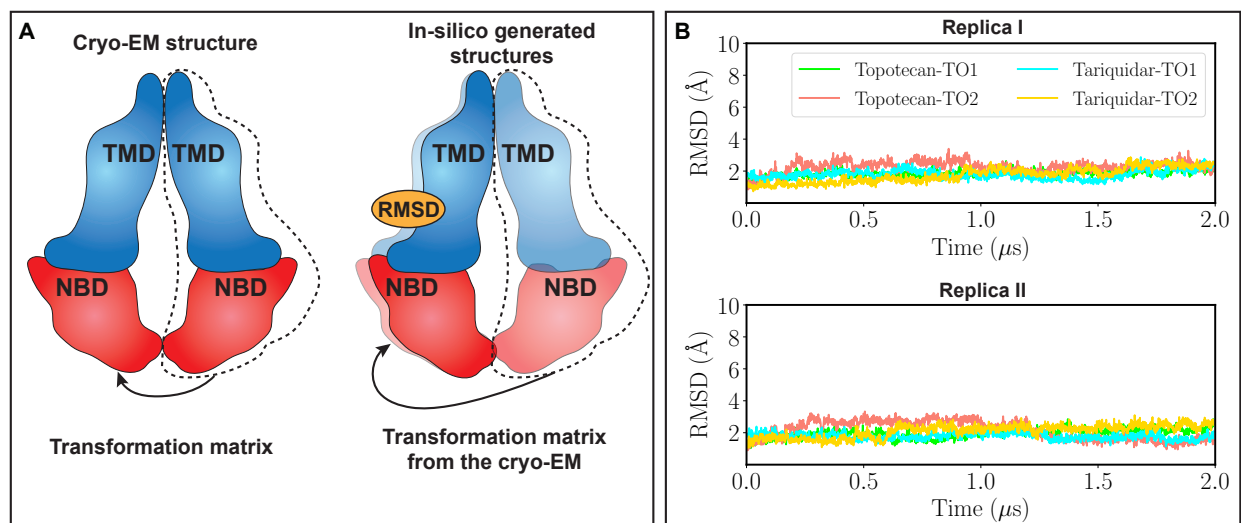 A
Cryo-EM structure
In-silico generated
structures
TMD
TMD
TMD
TMD
RMSD
NBD
NBD
NBD
NBD
Transformation matrix
Transformation matrix
from the cryo-EM
B
Replica I
RMSD (Å)
10
8
6
4
2
Topotecan-TO1
Topotecan-TO2
Tariquidar-TO1
Tariquidar-TO2
0.0
0.5
1.0
1.5
2.0
Time (μs)
Replica II
RMSD (Å)
10
8
6
4
2
0.0
0.5
1.0
1.5
2.0
Time (μs)